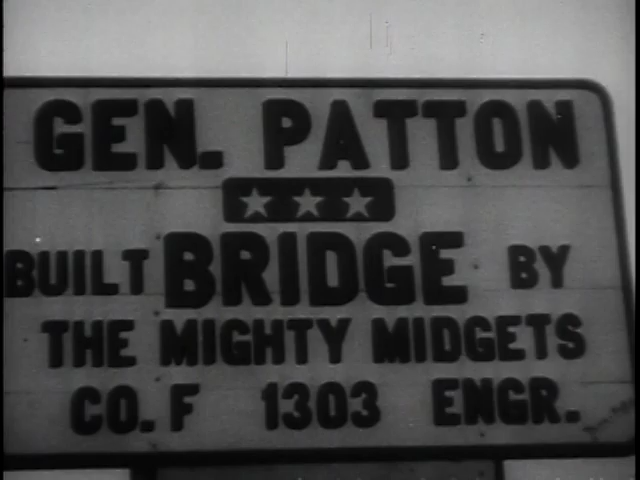 GEN. PATTON
BUILT BRIDGE BY
THE MIGHTY MIDGETS
CO. F 1303 ENGR.